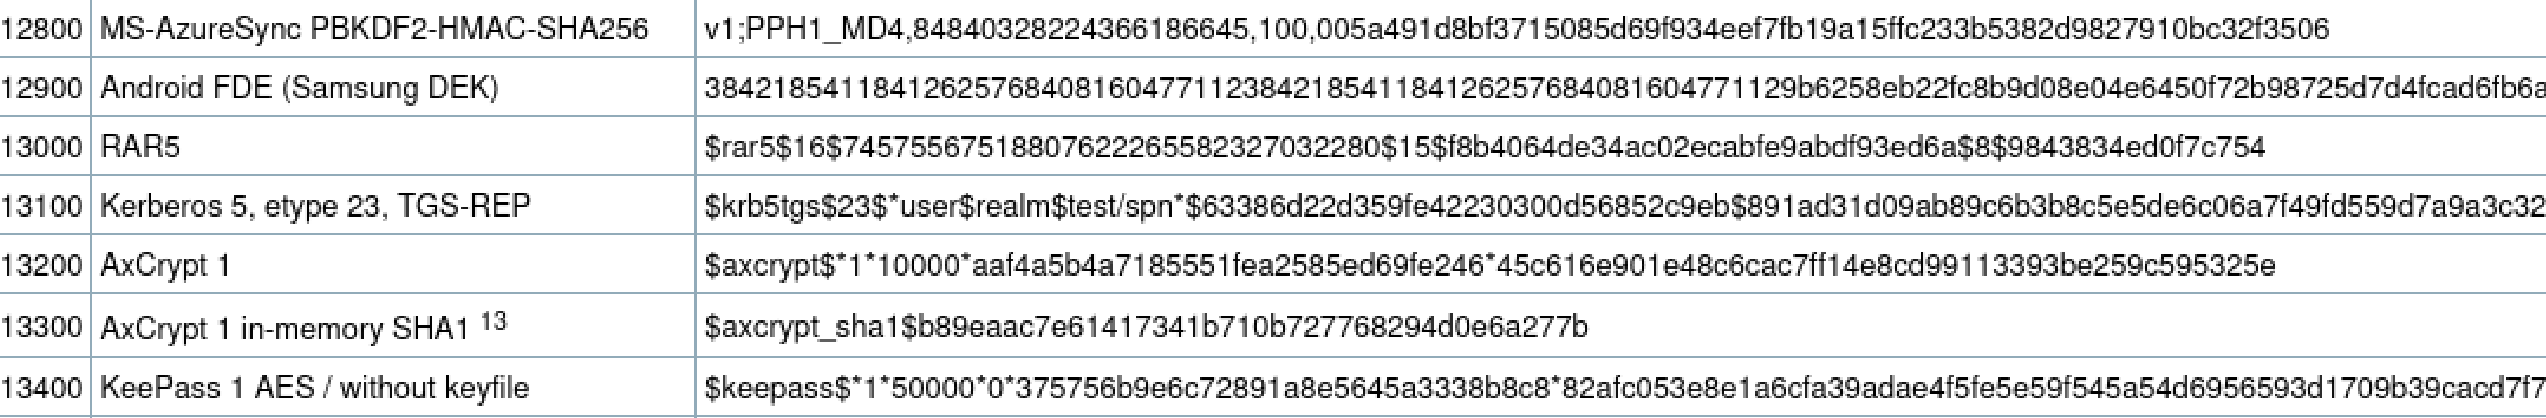 12800 MS-AzureSync PBKDF2-HMAC-SHA256 v1;PPH1_MD4,84840328224366186645,100,005a491d8bf3715085d69f934eef7fb19a15ffc233b5382d9827910bc32f3506
12900 Android FDE (Samsung DEK) 38421854118412625768408160477112384218541184126257684081604771129b6258eb22fc8b9d08e04e6450f72b98725d7d4fcad6fb6a
13000 RAR5 $rar5$16$74575567518807622265582327032280$15$f8b4064de34ac02ecabfe9abdf93ed6a$8$9843834ed0f7c754
13100 Kerberos 5, etype 23, TGS-REP $krb5tgs$23$*user$realm$test/spn*$63386d22d359fe42230300d56852c9eb$891ad31d09ab89c6b3b8c5e5de6c06a7f49fd559d7a9a3c32
13200 AxCrypt 1 $axcrypt$*1*10000*aaf4a5b4a7185551fea2585ed69fe246*45c616e901e48c6cac7ff14e8cd99113393be259c595325e
13300 AxCrypt 1 in-memory SHA1 13 $axcrypt_sha1$b89eaac7e61417341b710b727768294d0e6a277b
13400 KeePass 1 AES / without keyfile $keepass$*1*50000*0*375756b9e6c72891a8e5645a3338b8c8*82afc053e8e1a6cfa39adae4f5fe5e59f545a54d6956593d1709b39cacd7f7